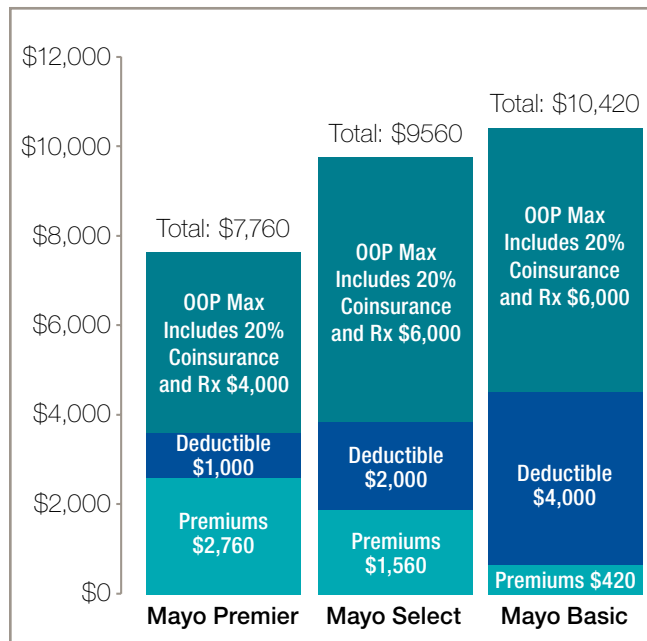 $12,000
$10,000
$8,000
$6,000
$4,000
$2,000
$0
Total: $7,760
OOP Max
Includes 20%
Coinsurance
and Rx $4,000
Deductible
$1,000
Premiums
$2,760
Mayo Premier
Total: $9560
OOP Max
Includes 20%
Coinsurance
and Rx $6,000
Deductible
$2,000
Premiums
$1,560
Mayo Select
Total: $10,420
OOP Max
Includes 20%
Coinsurance
and Rx $6,000
Deductible
$4,000
Premiums $420
Mayo Basic